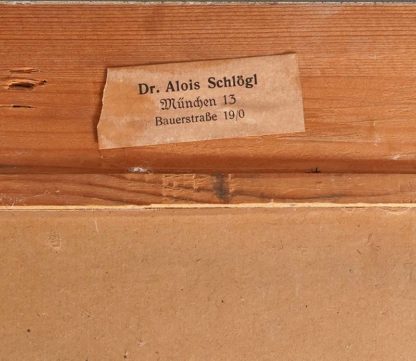 Dr. Alois Schlögl
München 13
Bauerstraße 19/0